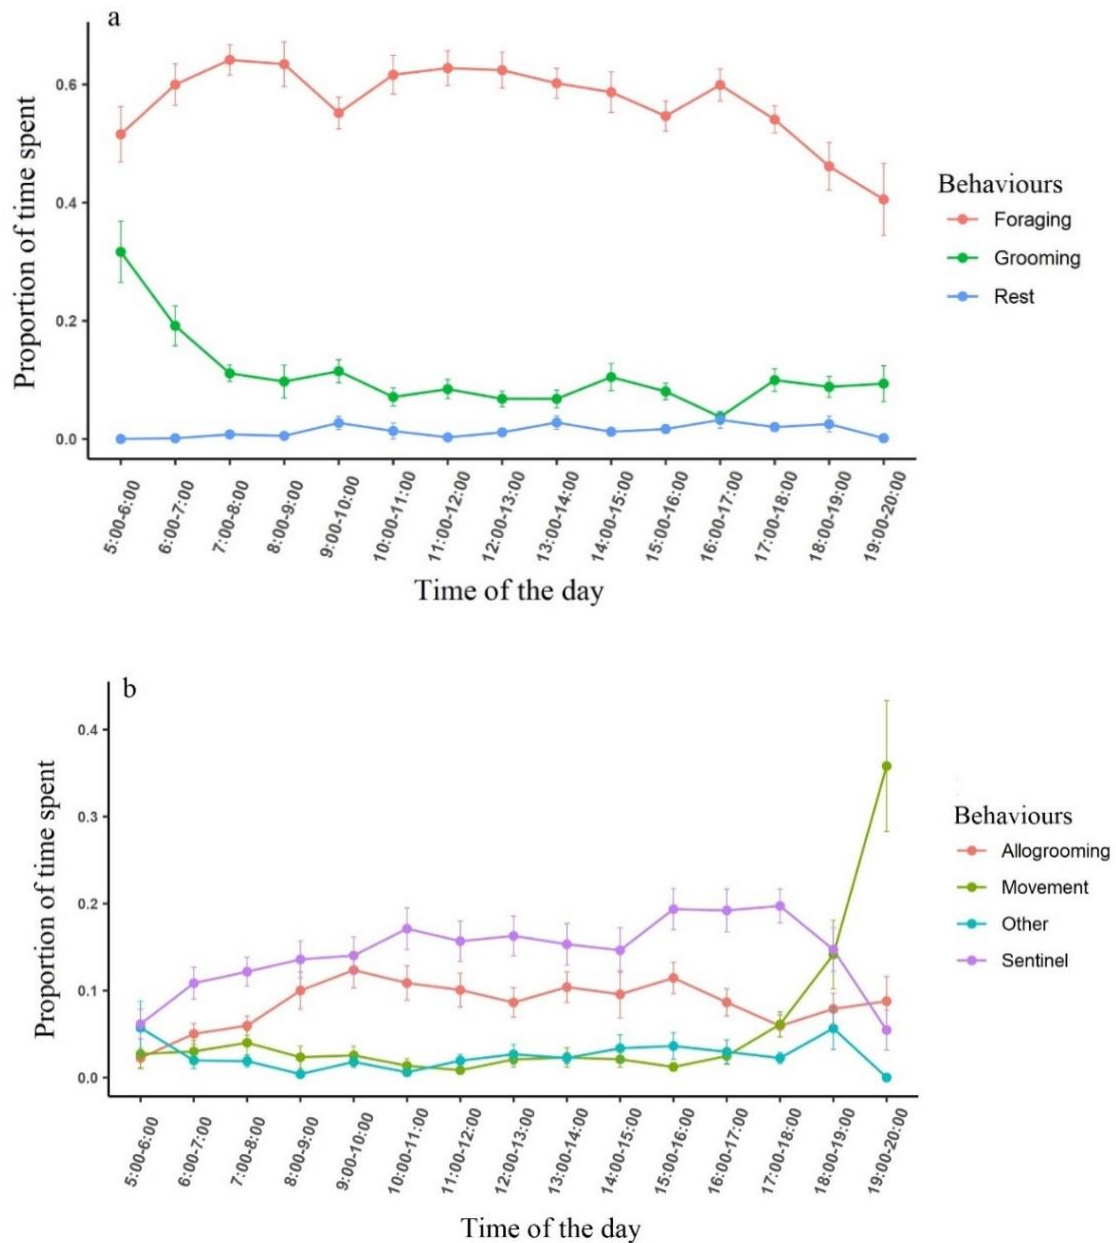 a
Proportion of time spent
0.6
0.4
0.2
0.0
5:00-6:00
6:00-7:00
7:00-8:00
8:00-9:00
9:00-10:00
10:00-11:00
11:00-12:00
12:00-13:00
13:00-14:00
14:00-15:00
15:00-16:00
16:00-17:00
17:00-18:00
18:00-19:00
19:00-20:00
Time of the day
Behaviours
Foraging
Grooming
Rest
b
Proportion of time spent
0.4
0.3
0.2
0.1
0.0
5:00-6:00
6:00-7:00
7:00-8:00
8:00-9:00
9:00-10:00
10:00-11:00
11:00-12:00
12:00-13:00
13:00-14:00
14:00-15:00
15:00-16:00
16:00-17:00
17:00-18:00
18:00-19:00
19:00-20:00
Time of the day
Behaviours
Allogrooming
Movement
Other
Sentinel